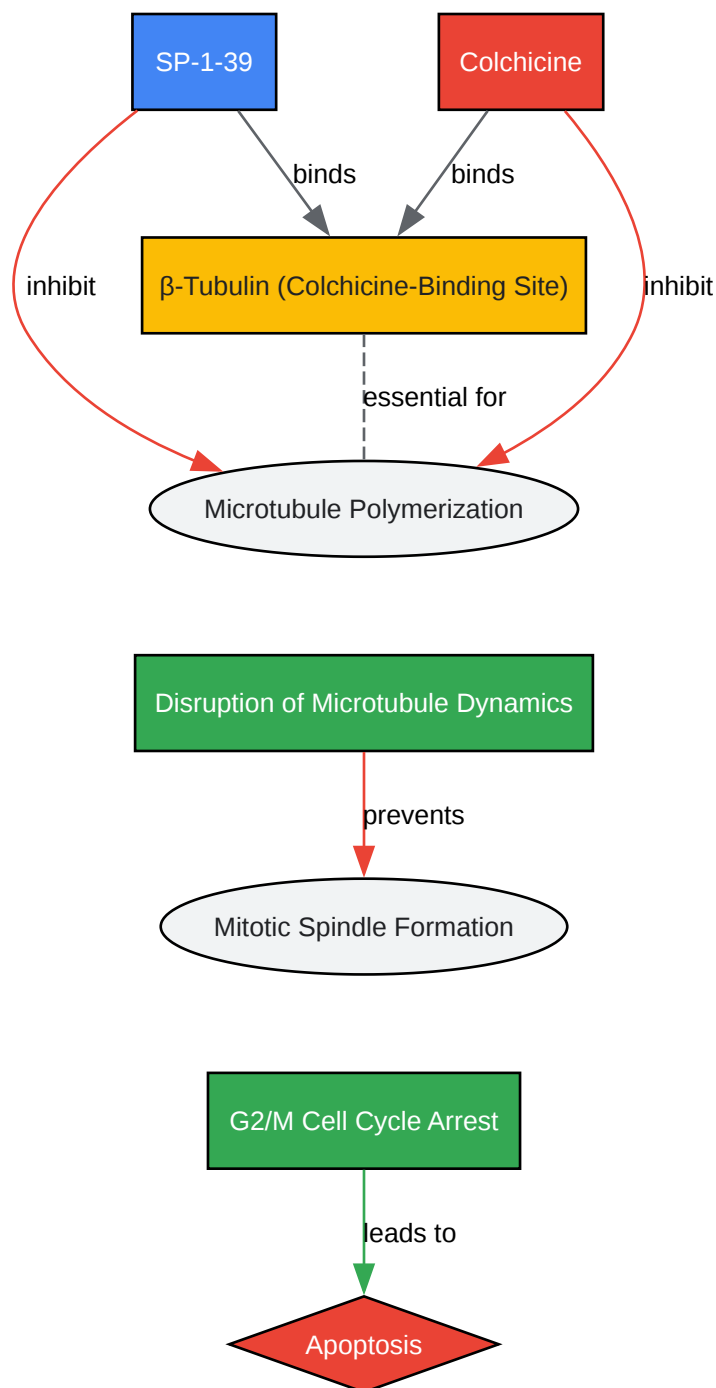 SP-1-39
Colchicine
binds
binds
β-Tubulin (Colchicine-Binding Site)
inhibit
inhibit
essential for
Microtubule Polymerization
Disruption of Microtubule Dynamics
prevents
Mitotic Spindle Formation
G2/M Cell Cycle Arrest
leads to
Apoptosis